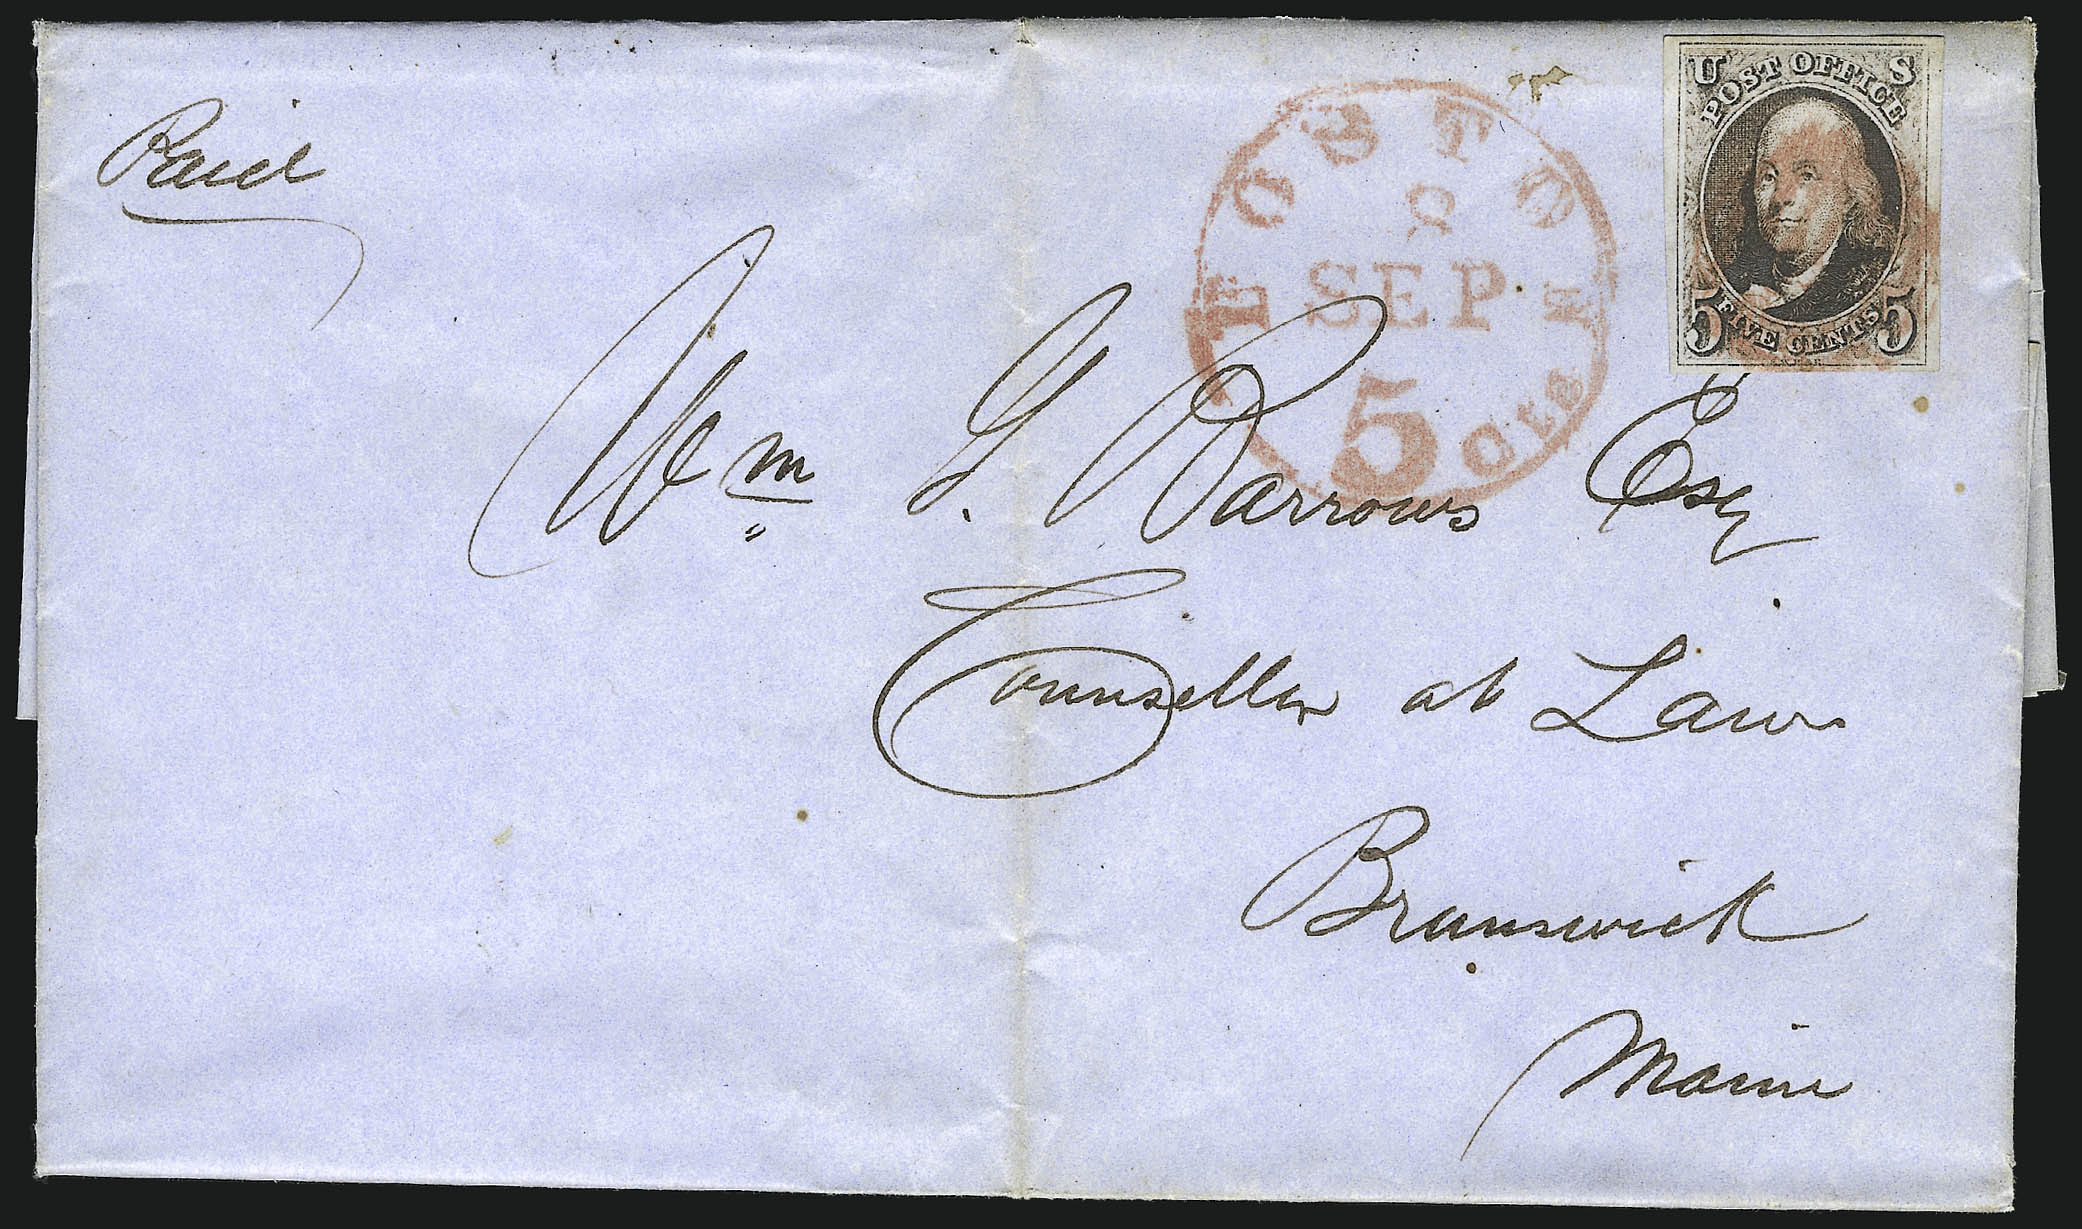 Paid
BOSTON
SEP
5 Cts
U S
POST OFFICE
5 FIVE CENTS 5
Wm G. Barrows Esq
Counsellor at Law
Brunswick
Maine